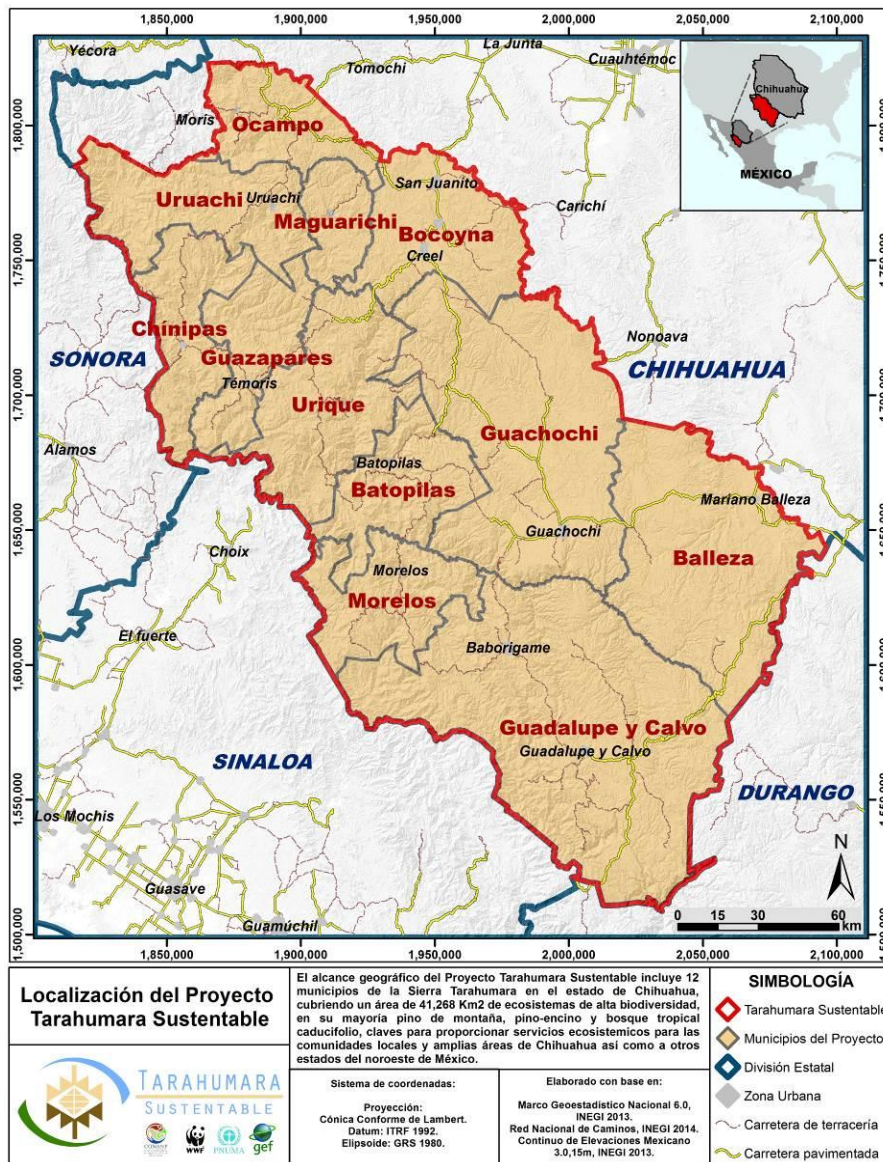 1,850,000 1,900,000 1,950,000 2,000,000 2,050,000 2,100,000
Yécora
La Junta
Cuauhtémoc
Tomochi
Chihuahua
MÉXICO
1,800,000
Moris
Ocampo
San Juanito
Uruachi
Uruachi
Maguarichi
Carichí
Bocoyna
Creel
1,750,000
Chínipas
Nonoava
SONORA
Guazapares
CHIHUAHUA
Témoris
Urique
1,700,000
Guachochi
Alamos
Batopilas
Batopilas
Mariano Balleza
1,650,000
Guachochi
Choix
Balleza
Morelos
Morelos
El fuerte
Baborigame
1,600,000
Guadalupe y Calvo
Guadalupe y Calvo
SINALOA
DURANGO
1,550,000
Los Mochis
N
Guasave
Guamúchil
0 15 30 60
km
1,500,000
1,850,000 1,900,000 1,950,000 2,000,000 2,050,000 2,100,000
Localización del Proyecto
Tarahumara Sustentable
TARAHUMARA
SUSTENTABLE
CONANP
WWF
PNUMA
gef
El alcance geográfico del Proyecto Tarahumara Sustentable incluye 12
municipios de la Sierra Tarahumara en el estado de Chihuahua,
cubriendo un área de 41,268 Km2 de ecosistemas de alta biodiversidad,
en su mayoría pino de montaña, pino-encino y bosque tropical
caducifolio, claves para proporcionar servicios ecosistemicos para las
comunidades locales y amplias áreas de Chihuahua así como a otros
estados del noroeste de México.
Sistema de coordenadas:
Proyección:
Cónica Conforme de Lambert.
Datum: ITRF 1992.
Elipsoide: GRS 1980.
Elaborado con base en:
Marco Geoestadístico Nacional 6.0,
INEGI 2013.
Red Nacional de Caminos, INEGI 2014.
Continuo de Elevaciones Mexicano
3.0,15m, INEGI 2013.
SIMBOLOGÍA
Tarahumara Sustentable
Municipios del Proyecto
División Estatal
Zona Urbana
Carretera de terracería
Carretera pavimentada